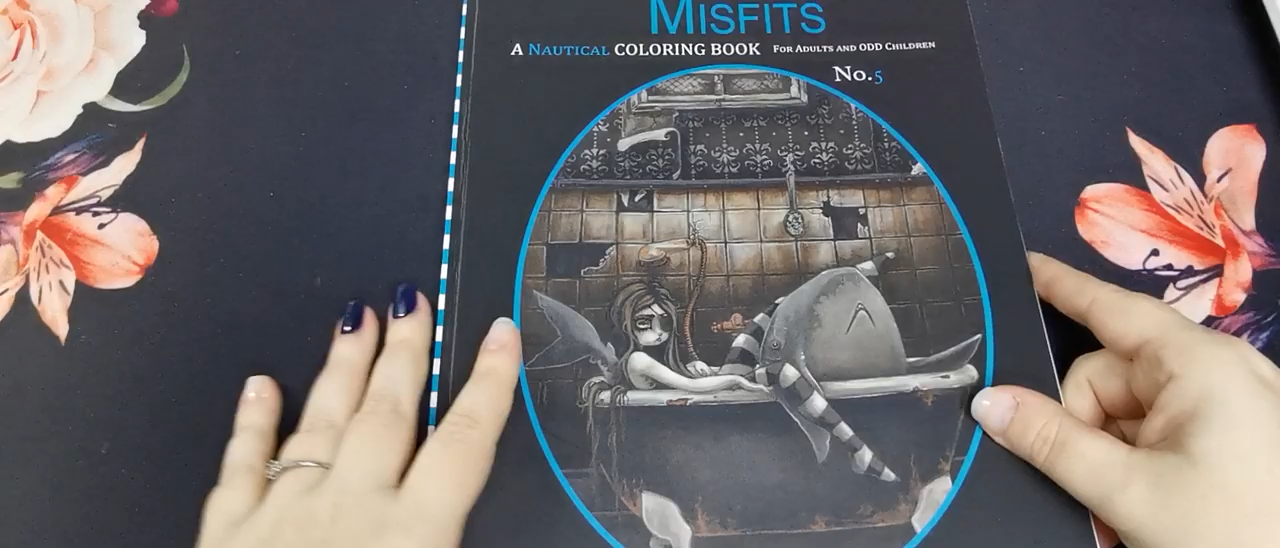 MISFITS
A NAUTICAL COLORING BOOK FOR ADULTS AND ODD CHILDREN
No.5